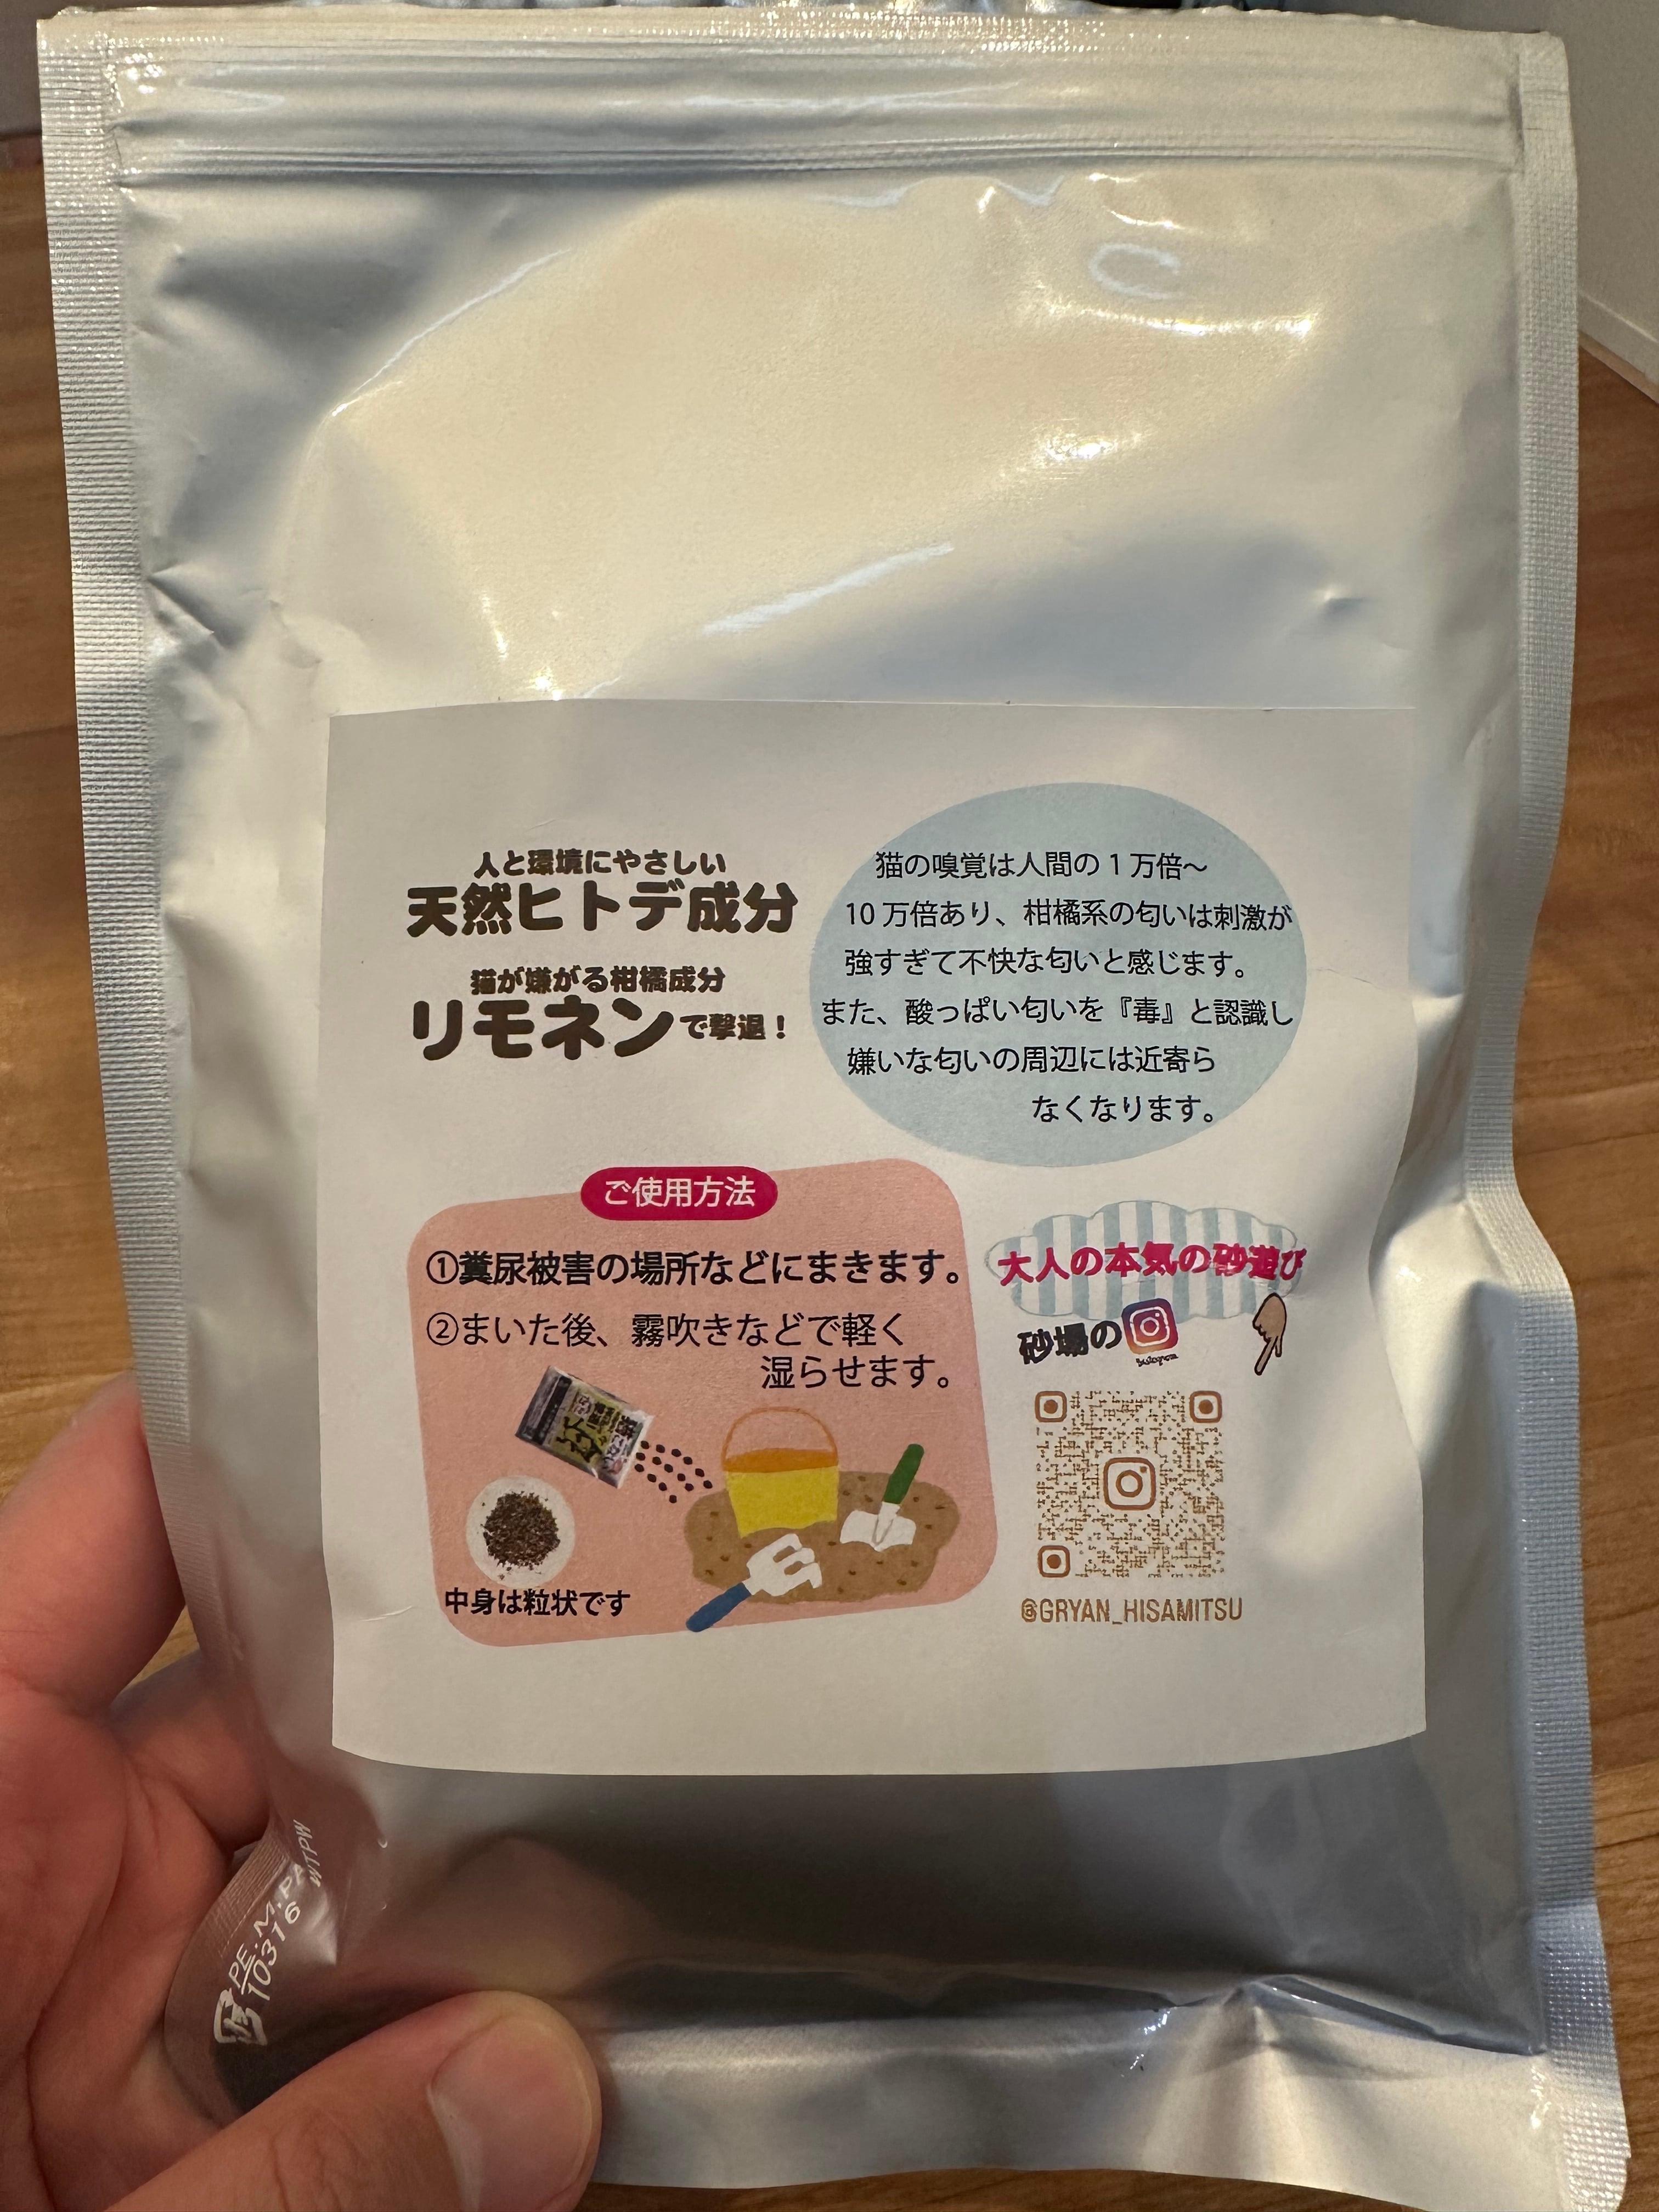 人と環境にやさしい
天然ヒトデ成分
猫が嫌がる柑橘成分
リモネンで撃退！
猫の嗅覚は人間の1万倍～
10万倍あり、柑橘系の匂いは刺激が
強すぎて不快な匂いと感じます。
また、酸っぱい匂いを『毒』と認識し
嫌いな匂いの周辺には近寄ら
なくなります。
ご使用方法
①糞尿被害の場所などにまきます。
②まいた後、霧吹きなどで軽く
湿らせます。
中身は粒状です
大人の本気の砂遊び
砂場の
@GRYAN_HISAMITSU
PE・M・PA
WTPW
10316